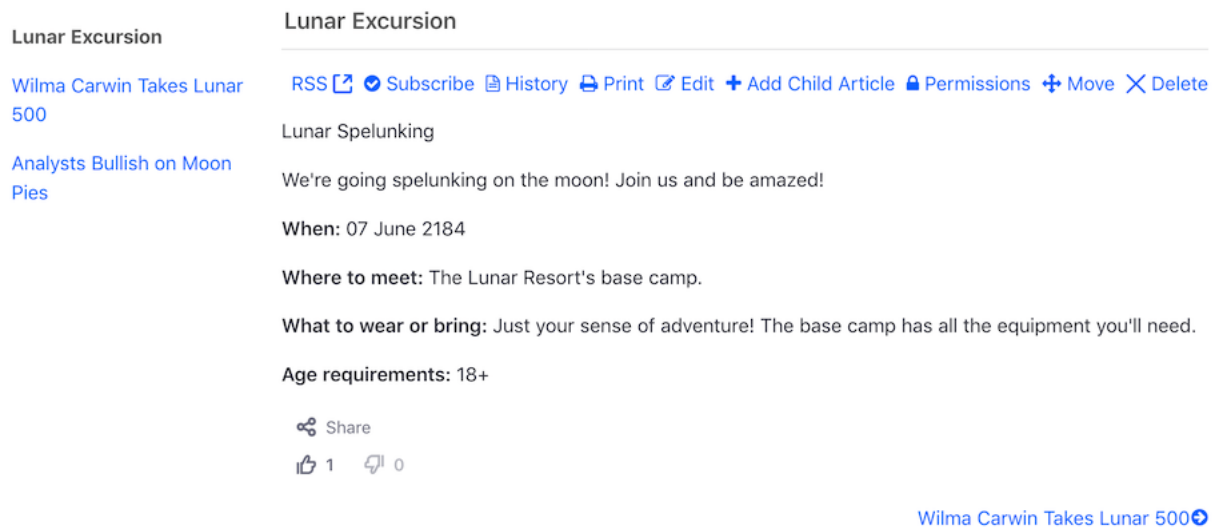 Lunar Excursion
Wilma Carwin Takes Lunar
500
Analysts Bullish on Moon
Pies
Lunar Excursion
RSS Subscribe History Print Edit Add Child Article Permissions Move Delete
Lunar Spelunking
We're going spelunking on the moon! Join us and be amazed!
When: 07 June 2184
Where to meet: The Lunar Resort's base camp.
What to wear or bring: Just your sense of adventure! The base camp has all the equipment you'll need.
Age requirements: 18+
Share
1 0
Wilma Carwin Takes Lunar 500